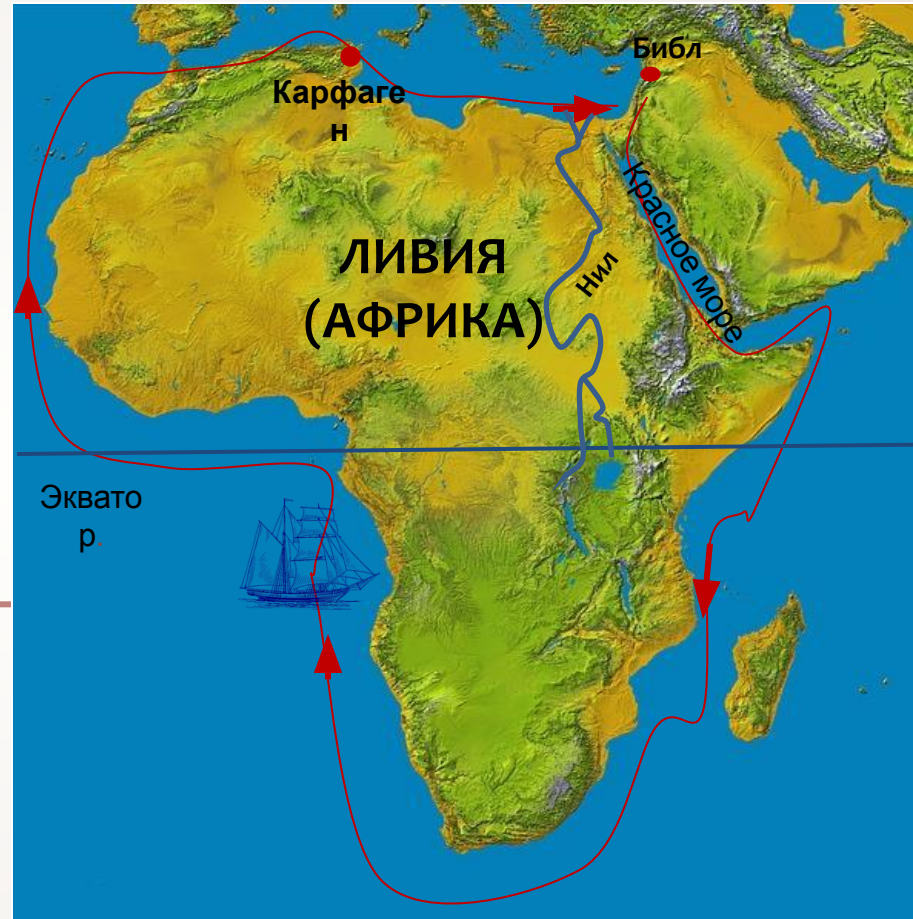 Библ
Карфаге
н
Красное море
ЛИВИЯ
(АФРИКА)
Нил
Эквато
р.